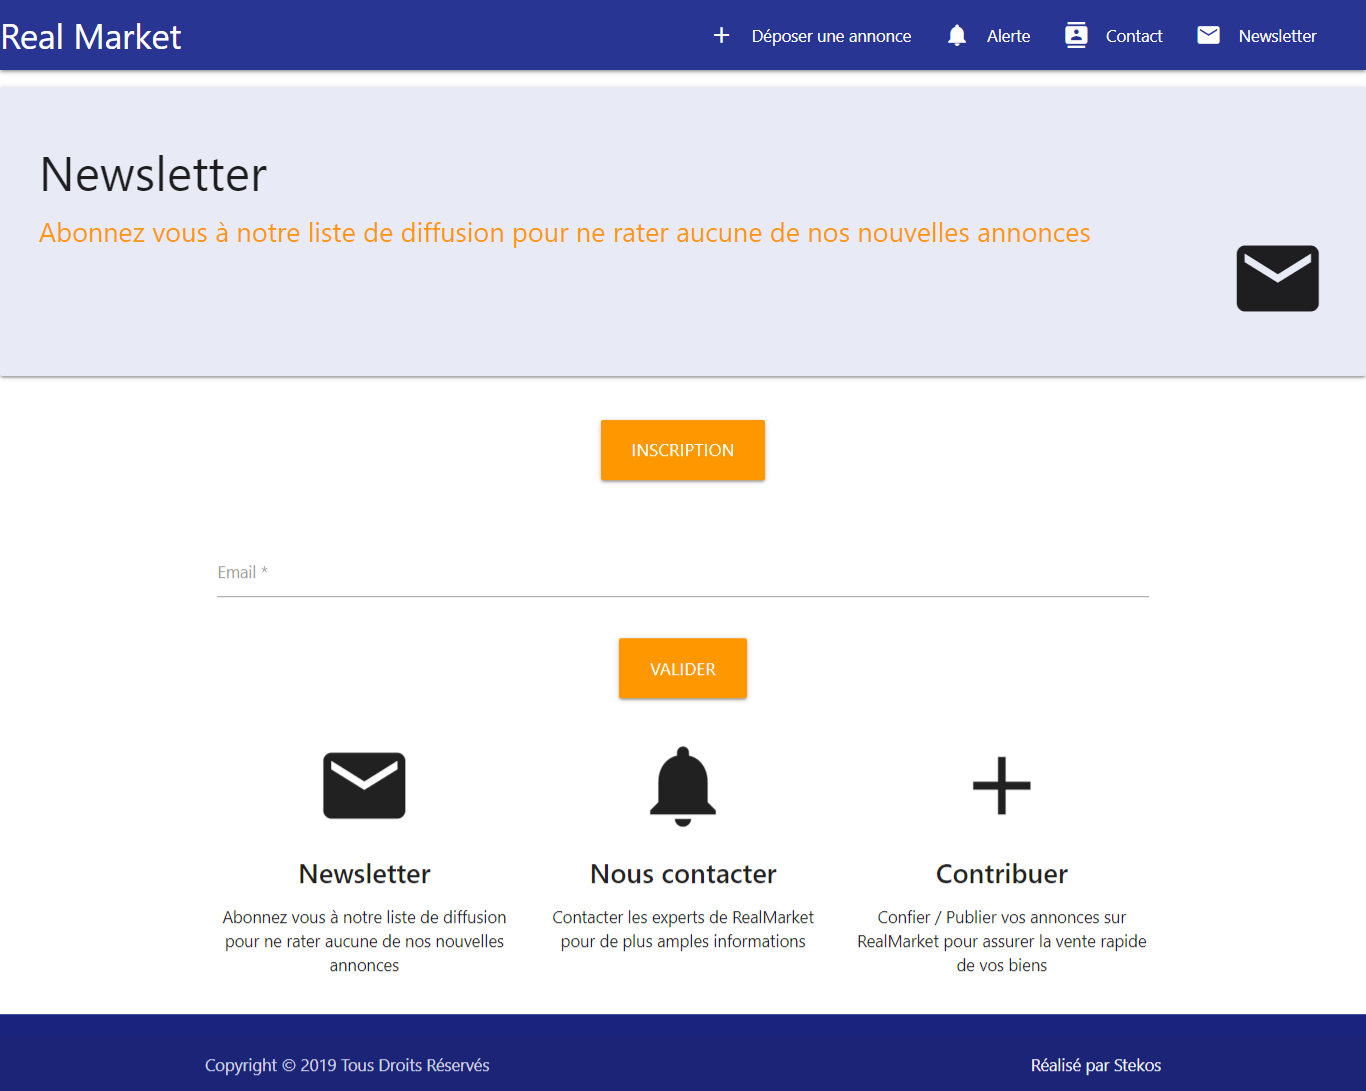 Real Market
Déposer une annonce
Alerte
Contact
Newsletter
Newsletter
Abonnez vous à notre liste de diffusion pour ne rater aucune de nos nouvelles annonces
INSCRIPTION
Email *
VALIDER
Newsletter
Abonnez vous à notre liste de diffusion
pour ne rater aucune de nos nouvelles
annonces
Nous contacter
Contacter les experts de RealMarket
pour de plus amples informations
Contribuer
Confier / Publier vos annonces sur
RealMarket pour assurer la vente rapide
de vos biens
Copyright © 2019 Tous Droits Réservés
Réalisé par Stekos